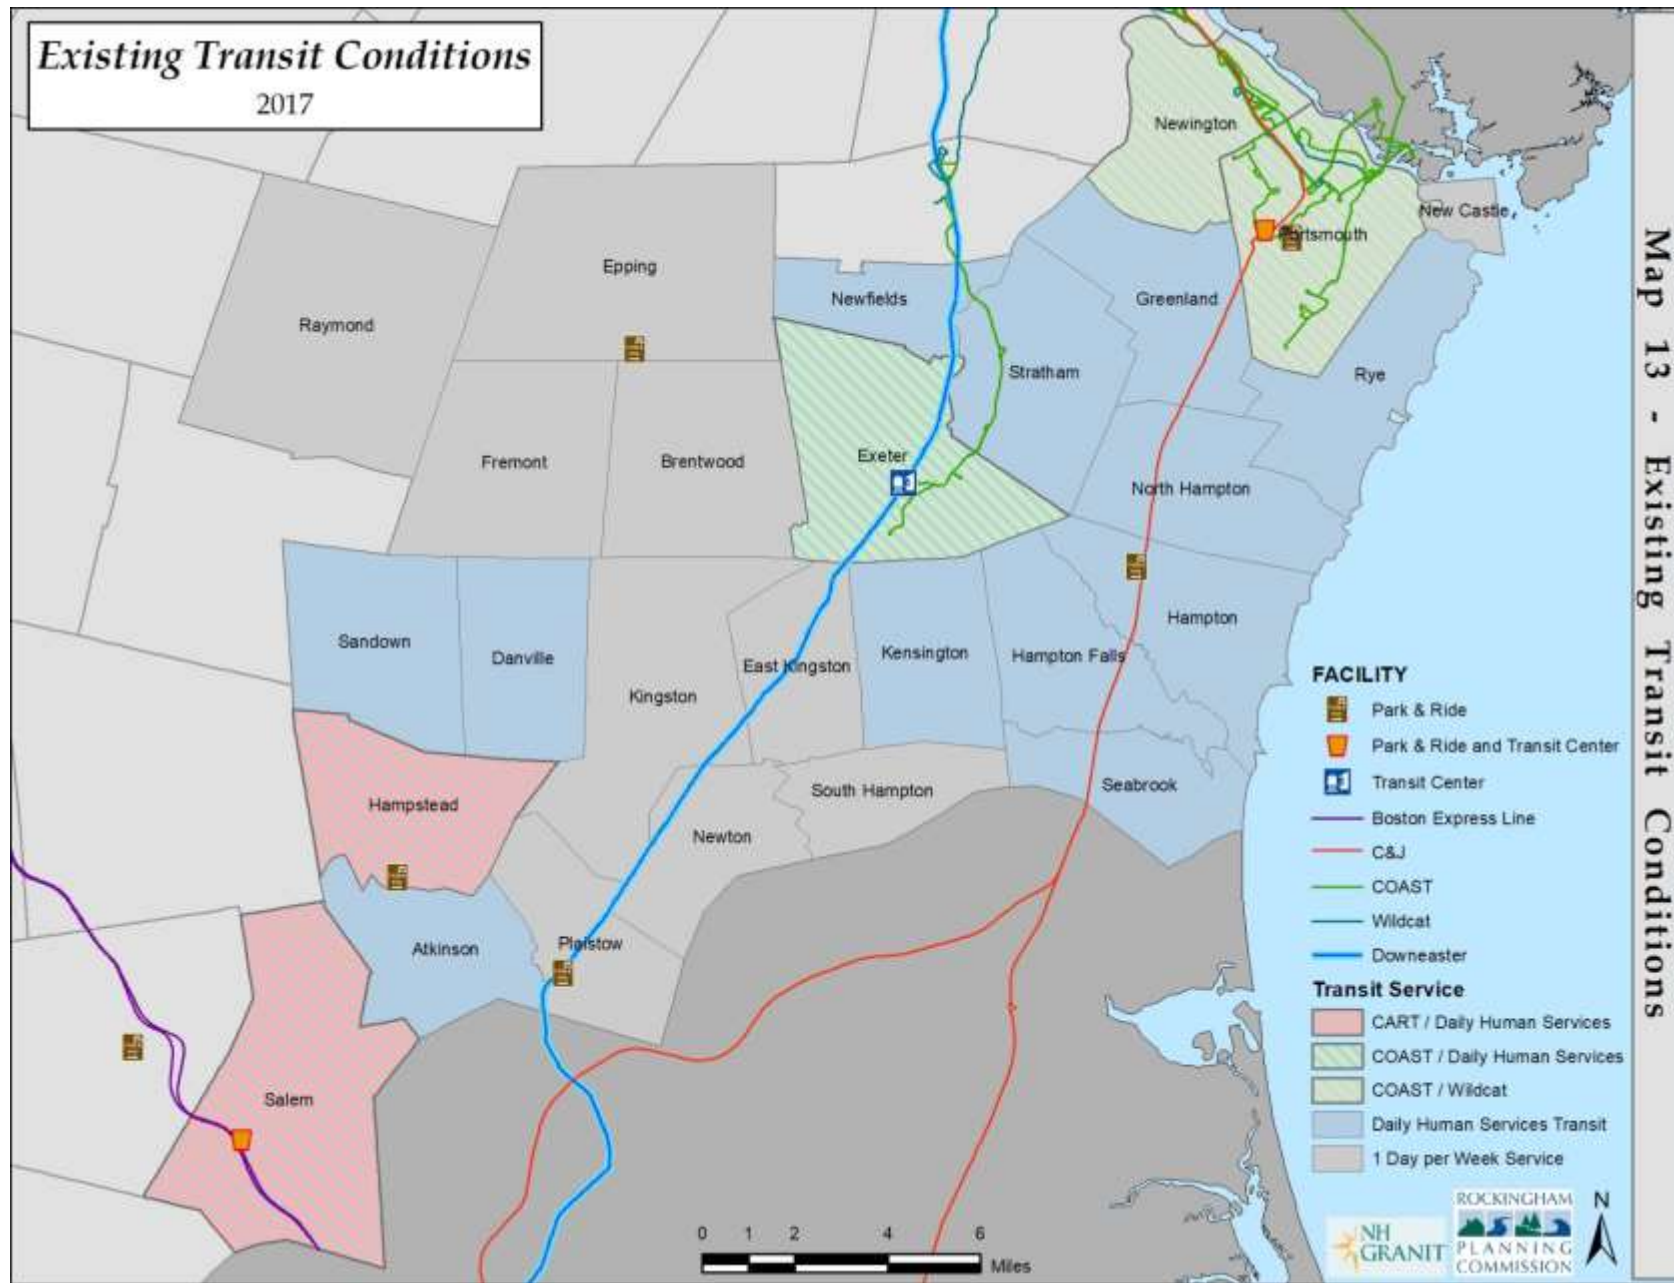 Existing Transit Conditions
2017
Newington
New Castle
Portsmouth
Epping
Newfields
Greenland
Raymond
Stratham
Rye
Exeter
Fremont
Brentwood
North Hampton
Hampton
Sandown
Danville
Kensington
Hampton Falls
East Kingston
Kingston
Seabrook
South Hampton
Hampstead
Newton
Plaistow
Atkinson
Salem
FACILITY
Park & Ride
Park & Ride and Transit Center
Transit Center
Boston Express Line
C&J
COAST
Wildcat
Downeaster
Transit Service
CART / Daily Human Services
COAST / Daily Human Services
COAST / Wildcat
Daily Human Services Transit
1 Day per Week Service
0 1 2 4 6
Miles
NH
GRANIT
ROCKINGHAM
PLANNING
COMMISSION
N
Map 13 - Existing Transit Conditions